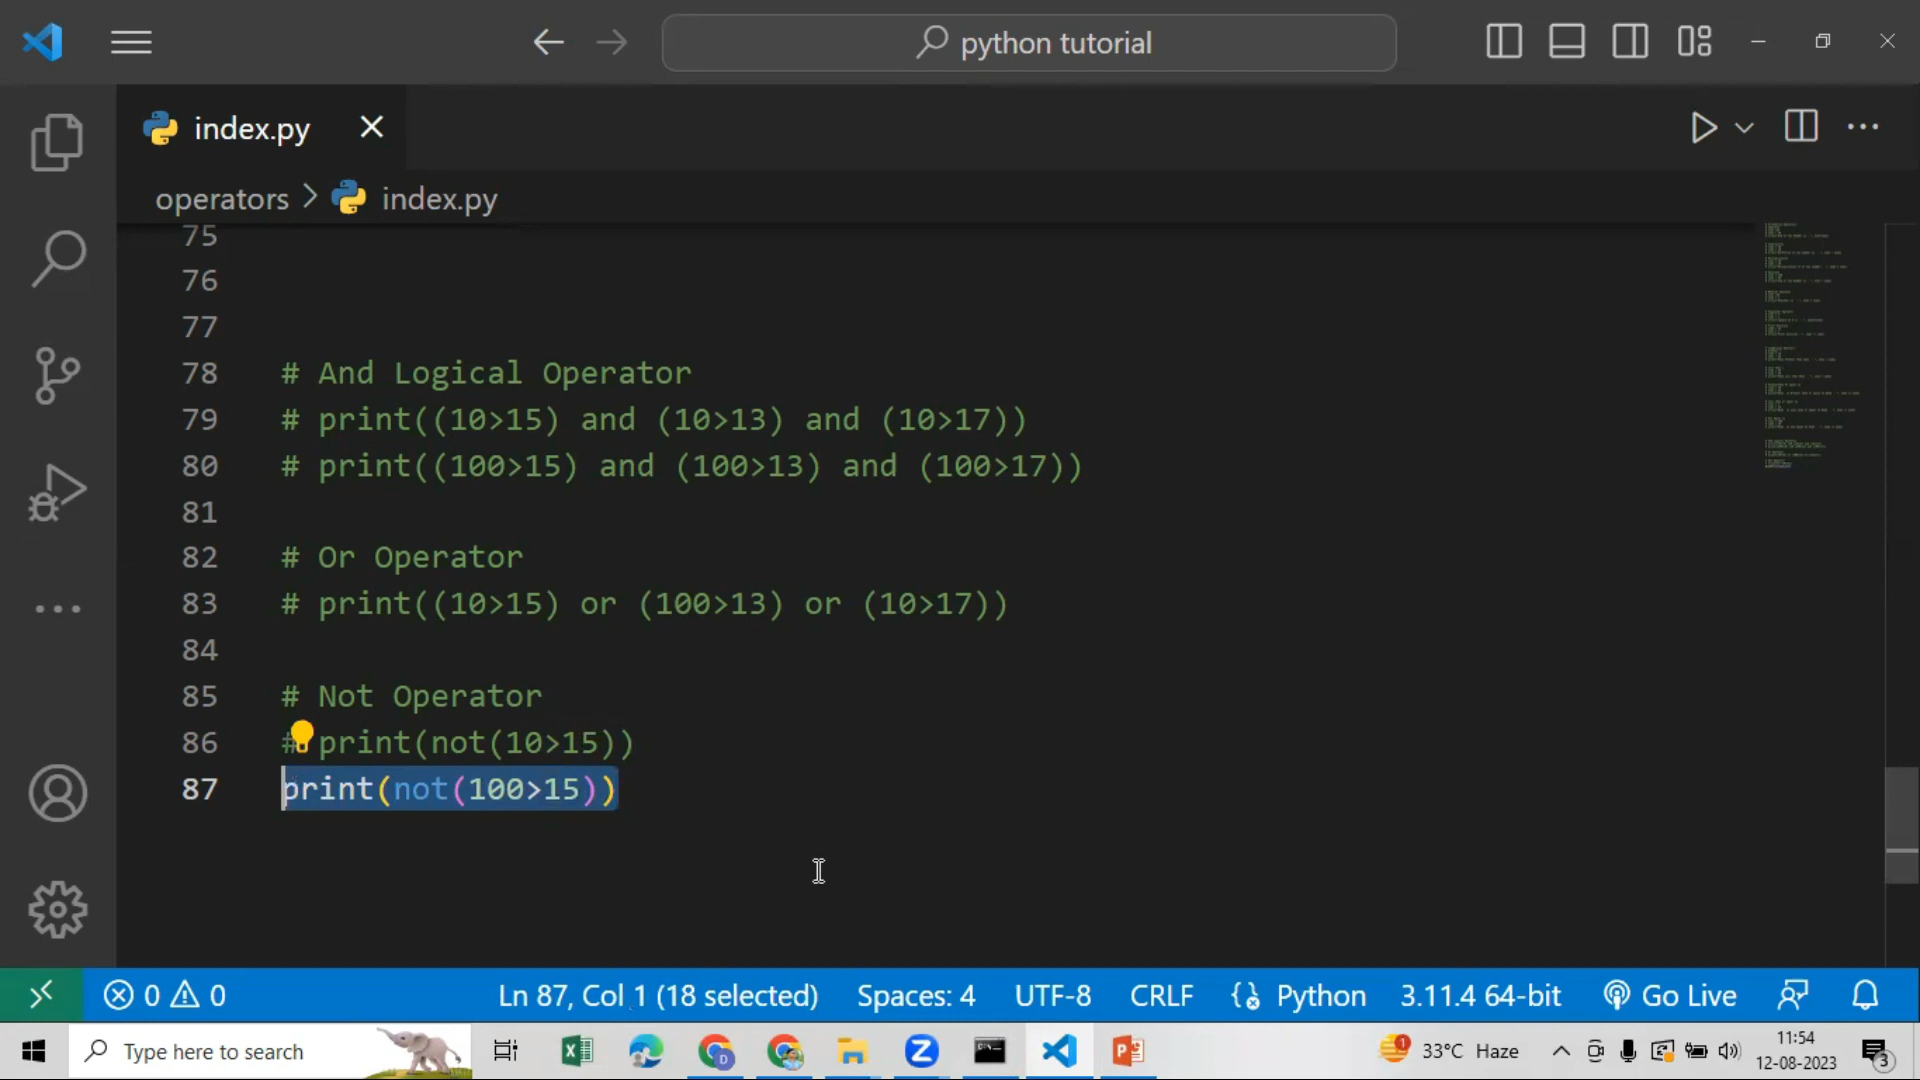 python tutorial
index.py
operators > index.py
75
76
77
78 # And Logical Operator
79 # print((10>15) and (10>13) and (10>17))
80 # print((100>15) and (100>13) and (100>17))
81
82 # Or Operator
83 # print((10>15) or (100>13) or (10>17))
84
85 # Not Operator
86 # print(not(10>15))
87 print(not(100>15))
0 0 Ln 87, Col 1 (18 selected) Spaces: 4 UTF-8 CRLF Python 3.11.4 64-bit Go Live
Type here to search 33°C Haze 11:54
12-08-2023 3